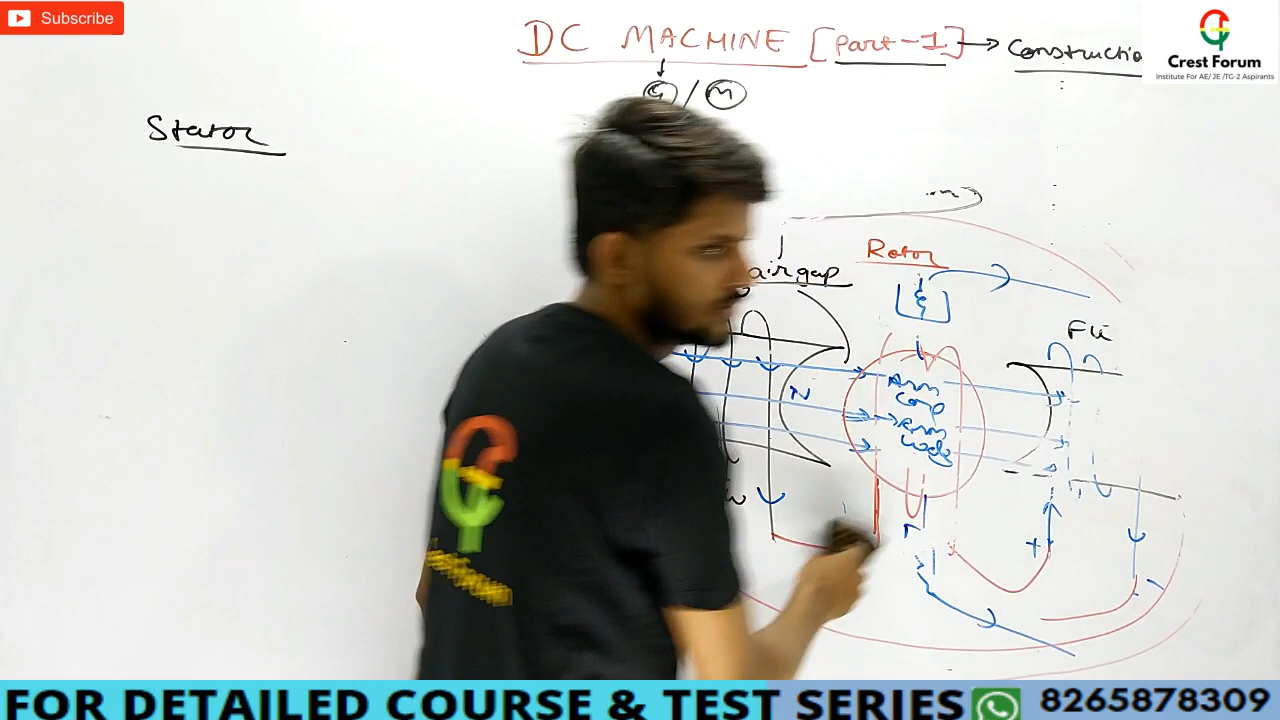 Subscribe
DC MACHINE [Part-1] → Constructio
G / M
Crest Forum
Institute For AE/ JE /TG-2 Aspirants
Stator
Rotor
airgap
N
Arm
FOR DETAILED COURSE & TEST SERIES 8265878309